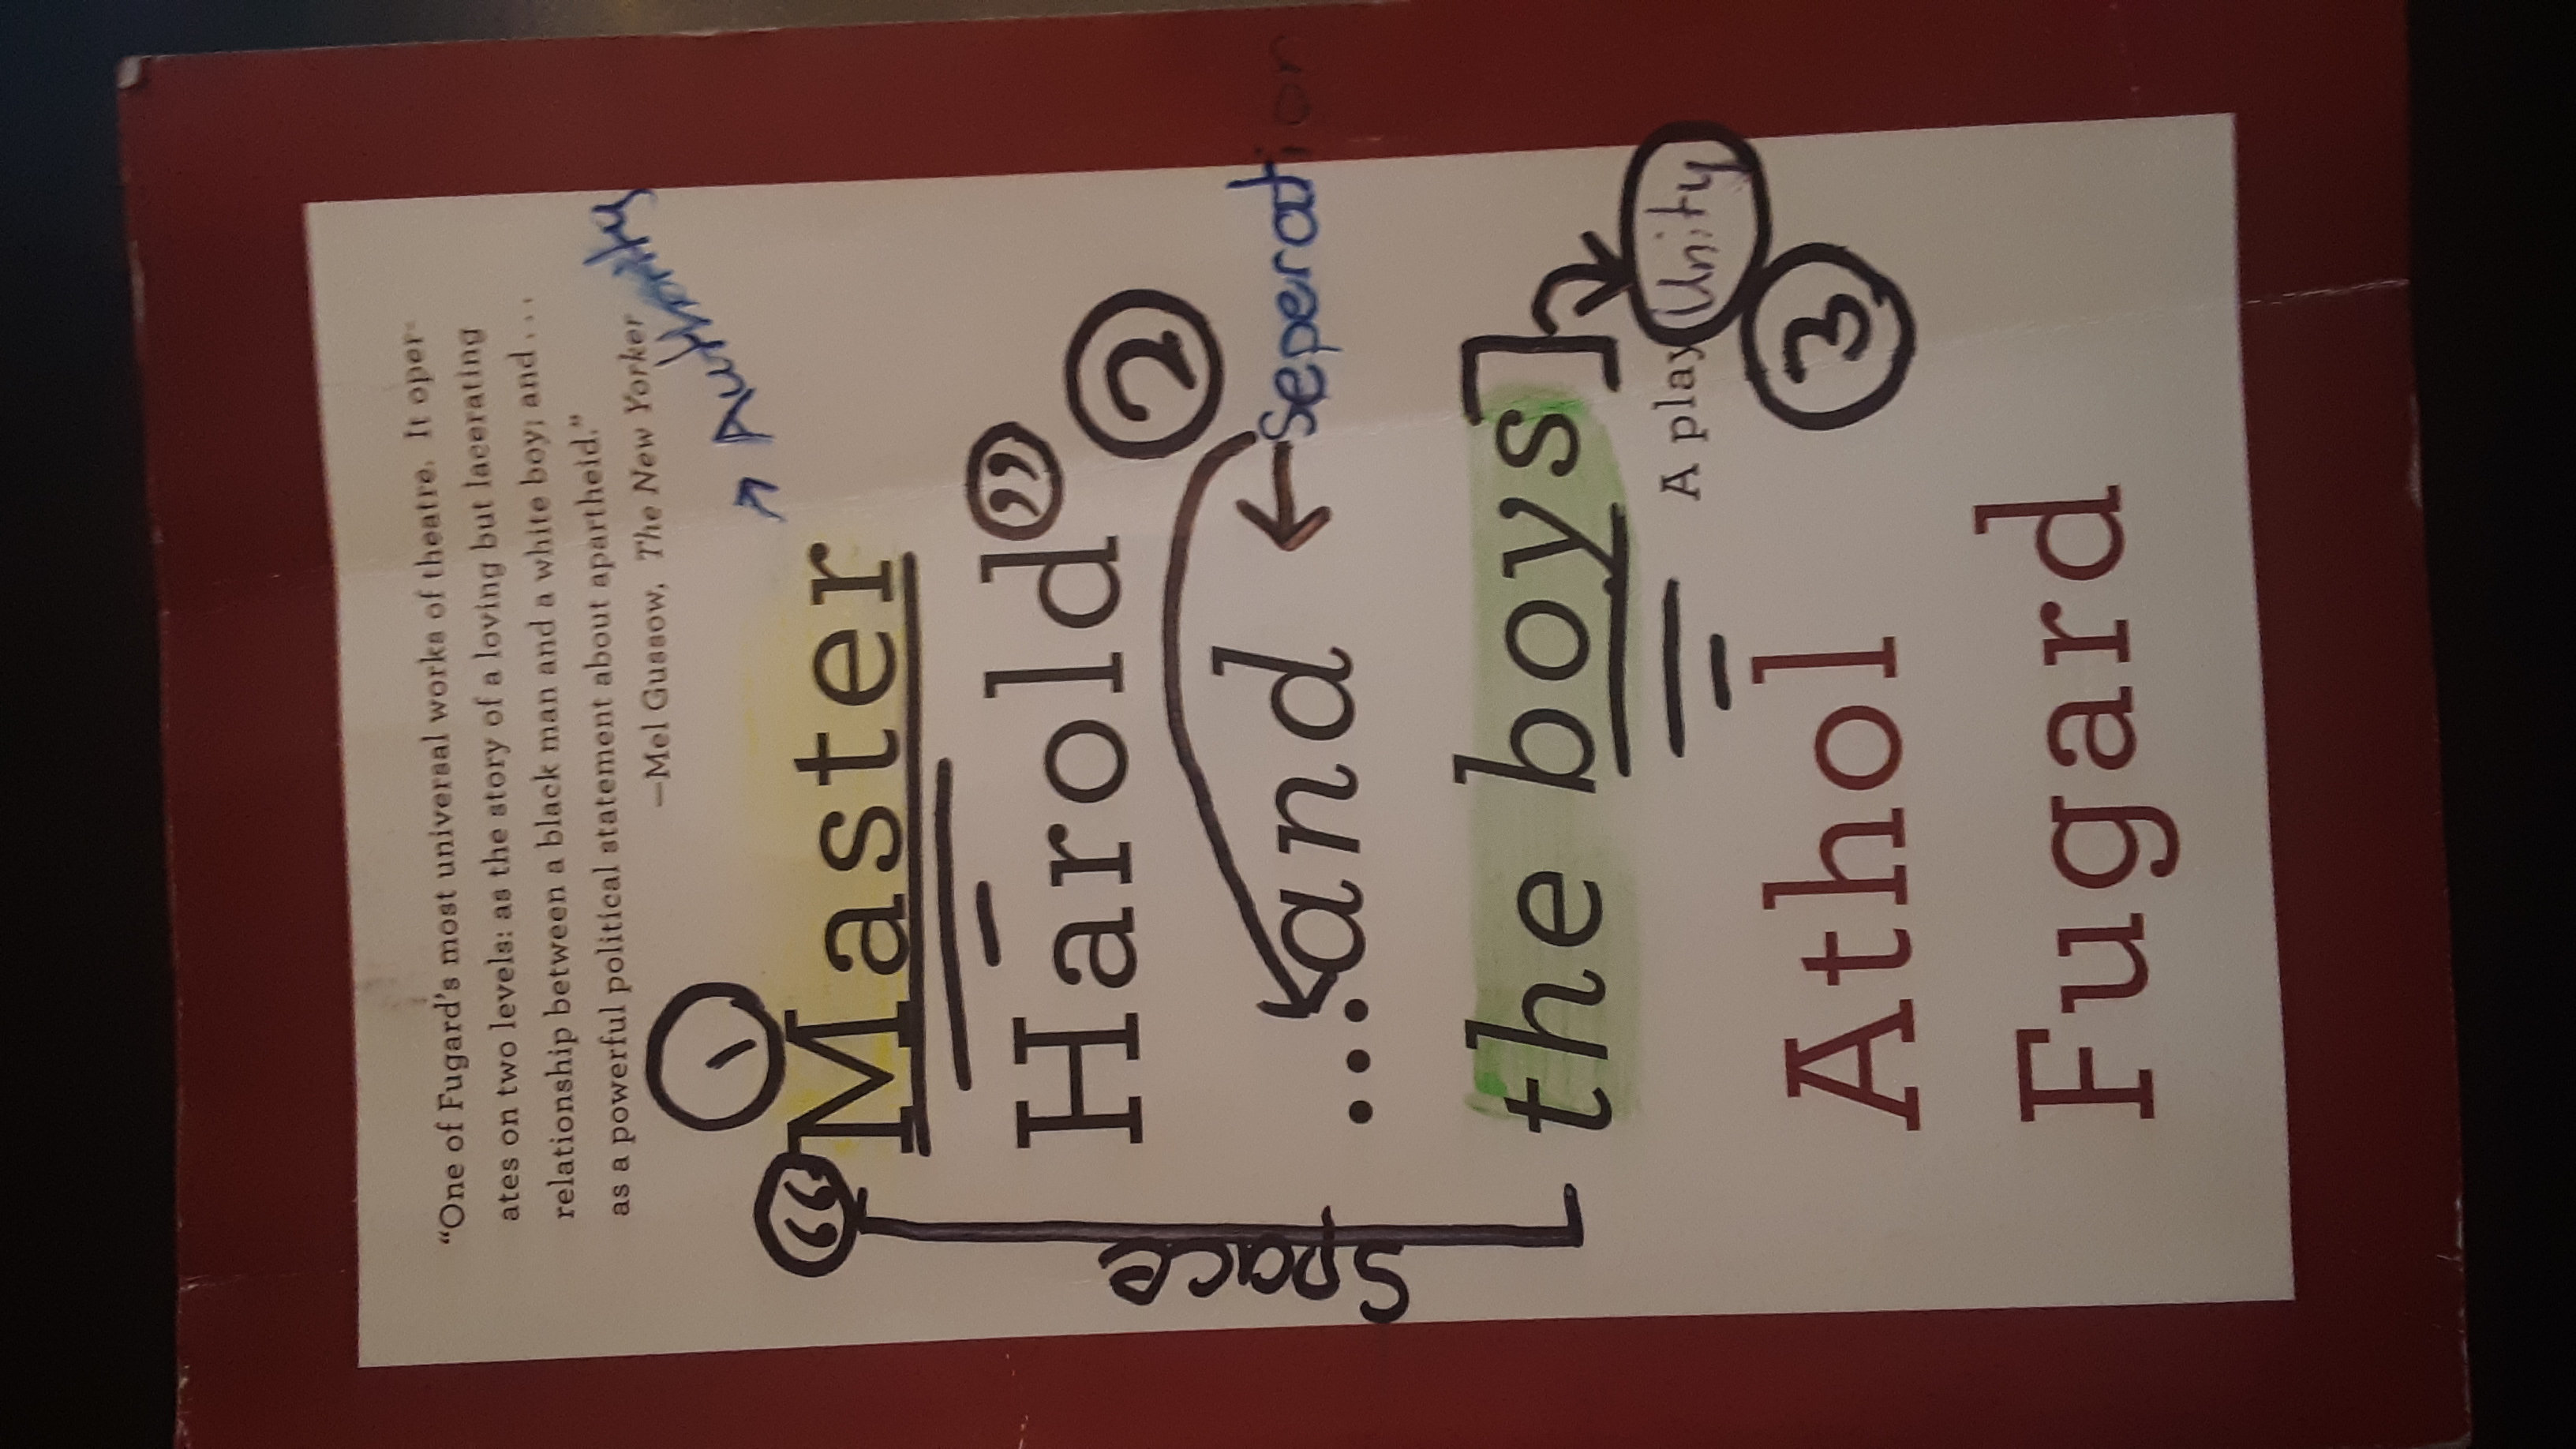 “One of Fugard’s most universal works of theatre. It oper-
ates on two levels: as the story of a loving but lacerating
relationship between a black man and a white boy; and . . .
as a powerful political statement about apartheid.”
—Mel Gussow, The New Yorker
→ Authority
1
“Master
Harold”
2
Space
...and
← Seperation
the boys]
A play
Unity
3
Athol
Fugard